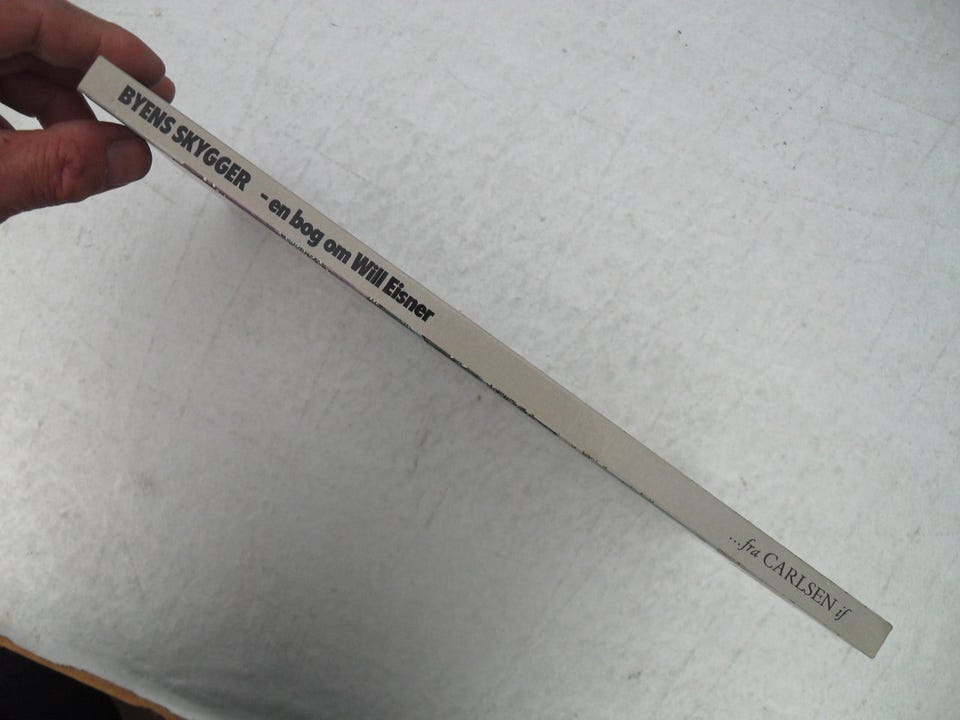 BYENS SKYGGER - en bog om Will Eisner
...fra CARLSEN if